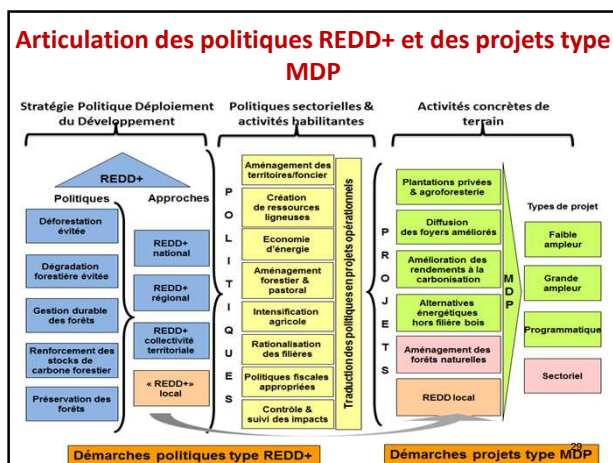 Articulation des politiques REDD+ et des projets type
MDP
Stratégie Politique Déploiement
du Développement
Politiques sectorielles &
activités habilitantes
Activités concrètes de
terrain
REDD+
Politiques
Approches
Déforestation
évitée
Dégradation
forestière évitée
Gestion durable
des forêts
Renforcement des
stocks de
carbone forestier
Préservation des
forêts
REDD+
national
REDD+
régional
REDD+
collectivité
territoriale
« REDD+»
local
POLITIQUES
Aménagement des
territoires/foncier
Création
de ressources
ligneuses
Economie
d'énergie
Aménagement
forestier &
pastoral
Intensification
agricole
Rationalisation
des filières
Politiques fiscales
appropriées
Contrôle &
suivi des impacts
Traduction des politiques en projets opérationnels
PROJETS
Plantations privées
& agroforesterie
Diffusion
des foyers améliorés
Amélioration des
rendements à la
carbonisation
Alternatives
énergétiques
hors filière bois
Aménagement des
forêts naturelles
REDD local
MDP
Types de projet
Faible
ampleur
Grande
ampleur
Programmatique
Sectoriel
Démarches politiques type REDD+
Démarches projets type MDP
29